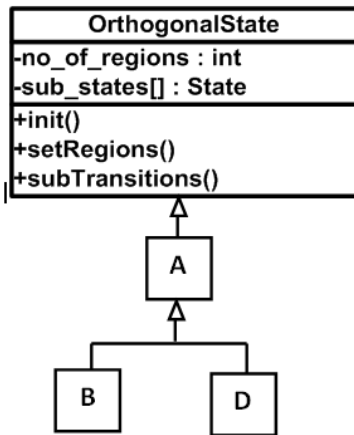 OrthogonalState
-no_of_regions : int
-sub_states[] : State
+init()
+setRegions()
+subTransitions()
A
B
D